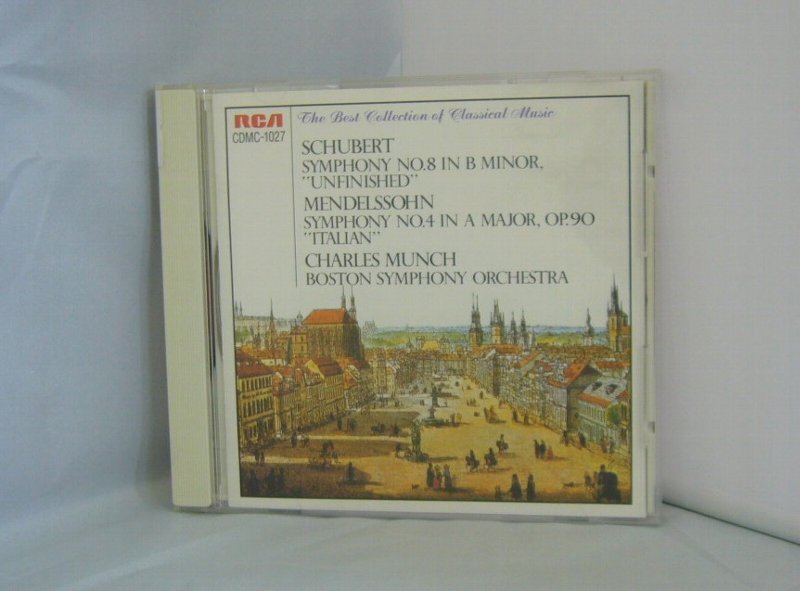 RCA
CDMC-1027
The Best Collection of Classical Music
SCHUBERT
SYMPHONY NO.8 IN B MINOR,
"UNFINISHED"
MENDELSSOHN
SYMPHONY NO.4 IN A MAJOR, OP.90
"ITALIAN"
CHARLES MUNCH
BOSTON SYMPHONY ORCHESTRA